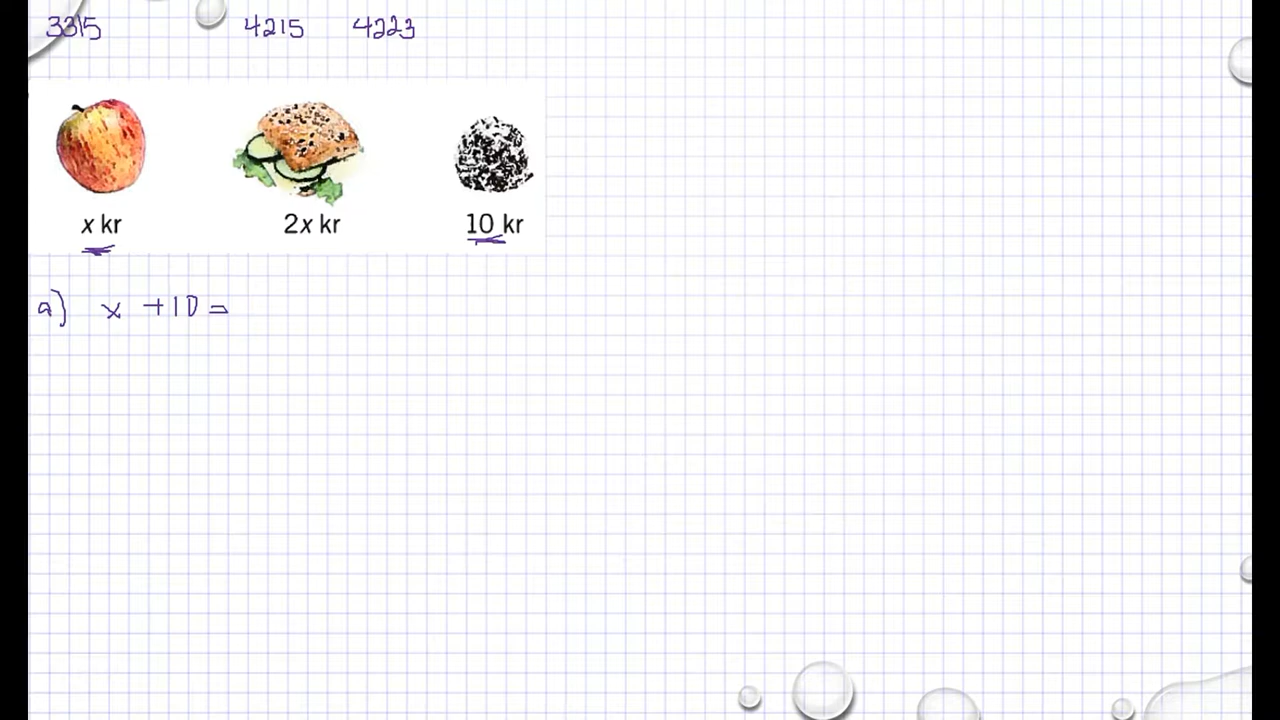 3315 4215 4223
x kr 2x kr 10 kr
a) x + 10 =